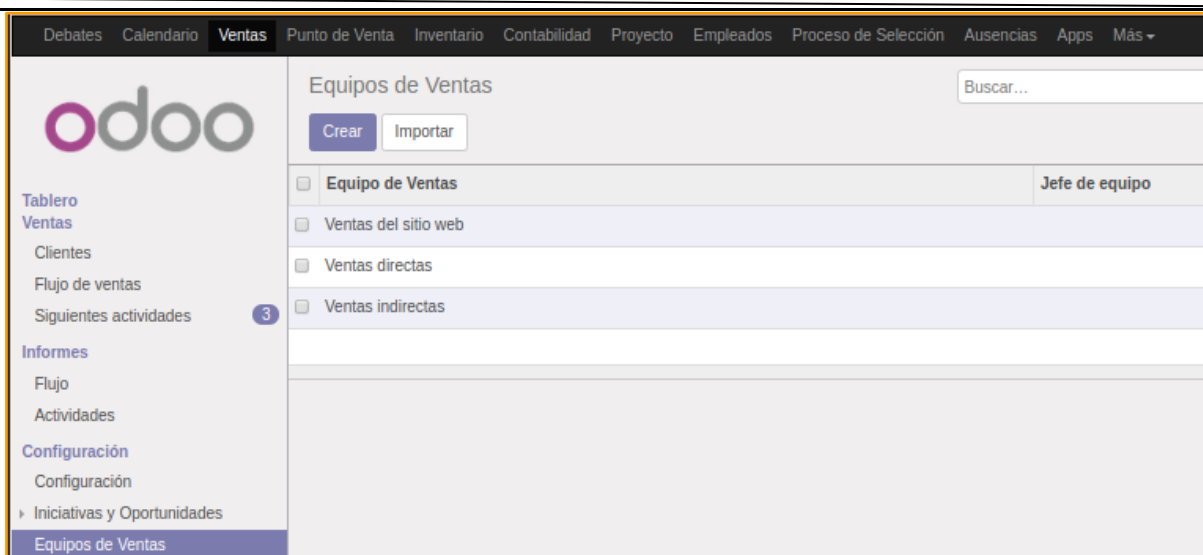 Debates Calendario Ventas Punto de Venta Inventario Contabilidad Proyecto Empleados Proceso de Selección Ausencias Apps Más
odoo
Equipos de Ventas
Buscar...
Crear Importar
Equipo de Ventas Jefe de equipo
Ventas del sitio web
Ventas directas
Ventas indirectas
Tablero
Ventas
Clientes
Flujo de ventas
Siguientes actividades 3
Informes
Flujo
Actividades
Configuración
Configuración
Iniciativas y Oportunidades
Equipos de Ventas